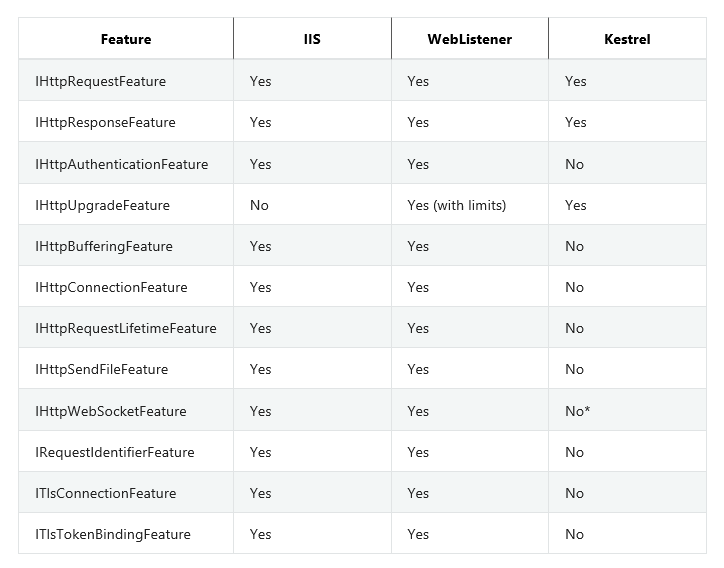 Feature IIS WebListener Kestrel
IHttpRequestFeature Yes Yes Yes
IHttpResponseFeature Yes Yes Yes
IHttpAuthenticationFeature Yes Yes No
IHttpUpgradeFeature No Yes (with limits) Yes
IHttpBufferingFeature Yes Yes No
IHttpConnectionFeature Yes Yes No
IHttpRequestLifetimeFeature Yes Yes No
IHttpSendFileFeature Yes Yes No
IHttpWebSocketFeature Yes Yes No*
IRequestIdentifierFeature Yes Yes No
ITlsConnectionFeature Yes Yes No
ITlsTokenBindingFeature Yes Yes No